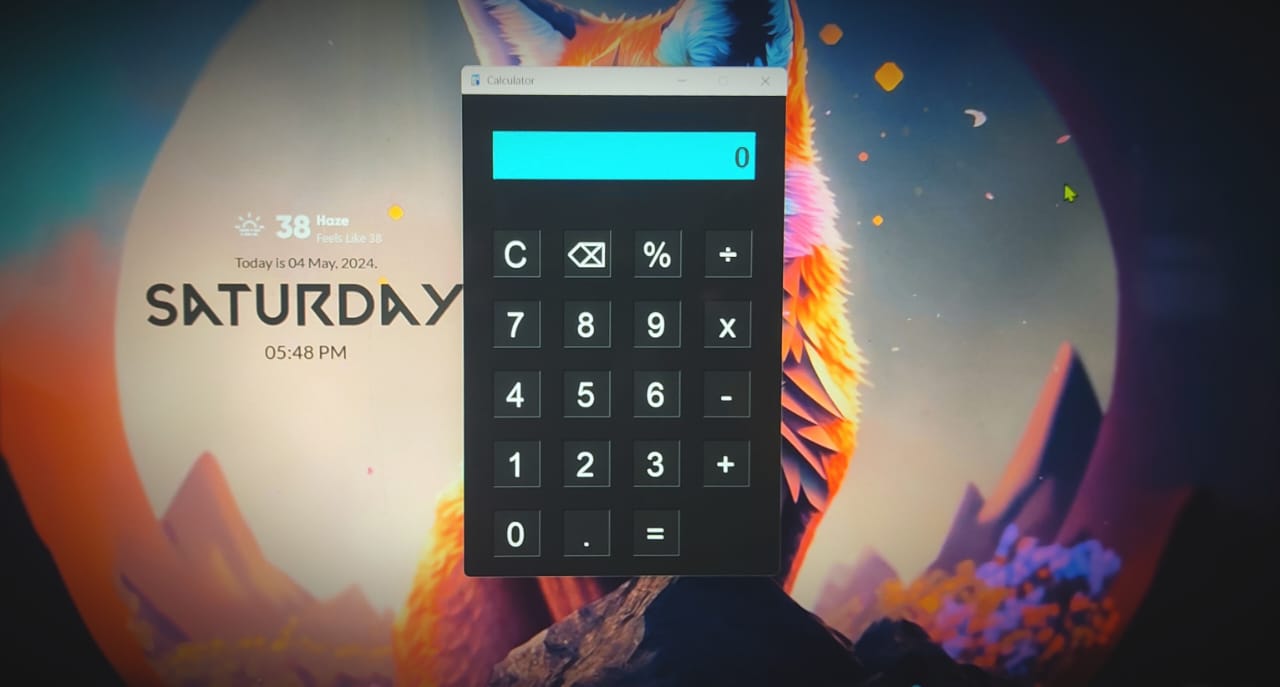 Calculator
0
38 Haze
Feels Like 38
Today is 04 May, 2024.
SATURDAY
05:48 PM
C ⌫ % ÷
7 8 9 x
4 5 6 -
1 2 3 +
0 . =